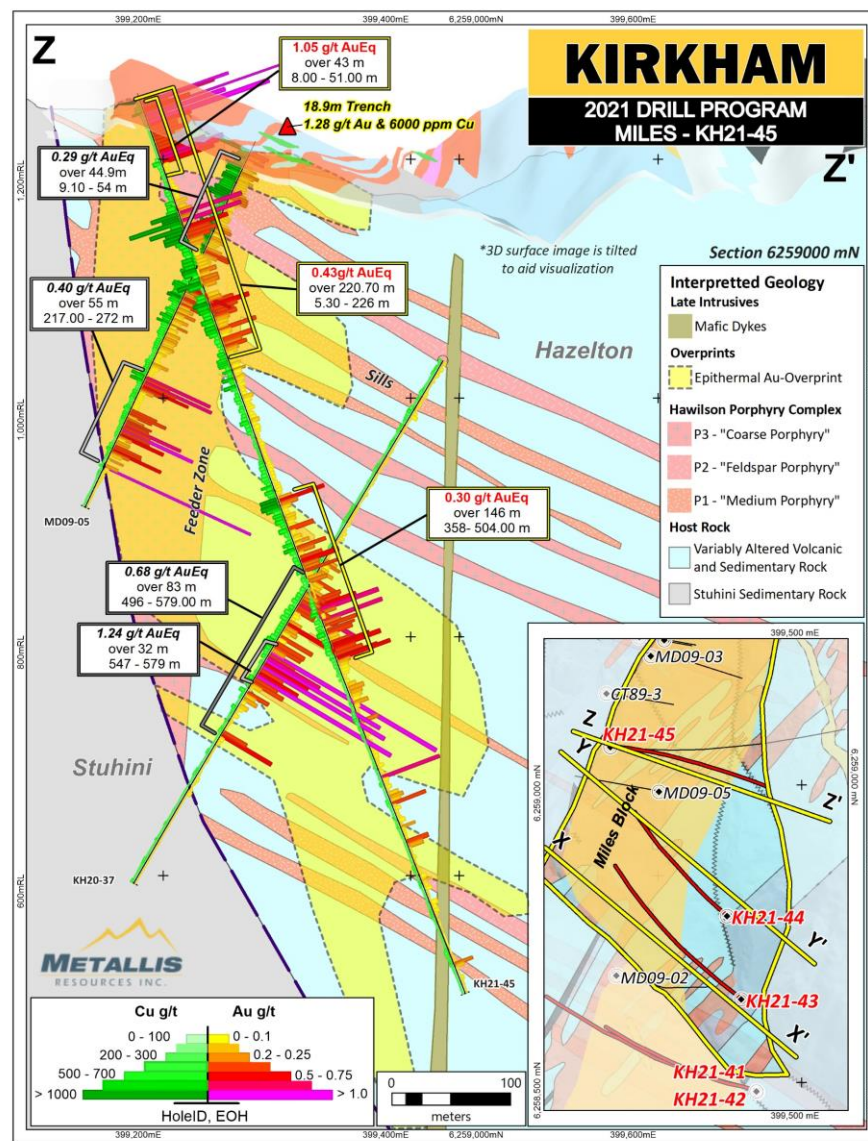 399,200mE
399,400mE
6,259,000mN
399,600mE
Z
1.05 g/t AuEq
over 43 m
8.00 - 51.00 m
KIRKHAM
2021 DRILL PROGRAM
MILES - KH21-45
18.9m Trench
1.28 g/t Au & 6000 ppm Cu
0.29 g/t AuEq
over 44.9m
9.10 - 54 m
Z'
1,200mRL
*3D surface image is tilted
to aid visualization
Section 6259000 mN
0.40 g/t AuEq
over 55 m
217.00 - 272 m
0.43g/t AuEq
over 220.70 m
5.30 - 226 m
Interpretted Geology
Late Intrusives
Mafic Dykes
Overprints
Epithermal Au-Overprint
Hawilson Porphyry Complex
P3 - "Coarse Porphyry"
P2 - "Feldspar Porphyry"
P1 - "Medium Porphyry"
Host Rock
Variably Altered Volcanic
and Sedimentary Rock
Stuhini Sedimentary Rock
Hazelton
Sills
1,000mRL
Feeder Zone
MD09-05
0.30 g/t AuEq
over 146 m
358- 504.00 m
0.68 g/t AuEq
over 83 m
496 - 579.00 m
1.24 g/t AuEq
over 32 m
547 - 579 m
800mRL
Stuhini
600mRL
KH20-37
KH21-45
METALLIS
RESOURCES INC.
Cu g/t
Au g/t
0 - 100
0 - 0.1
200 - 300
0.2 - 0.25
500 - 700
0.5 - 0.75
> 1000
> 1.0
HoleID, EOH
0
100
meters
399,500 mE
MD09-03
CT89-3
Z
KH21-45
Y
MD09-05
Z'
6,259,000 mN
6,259,000 mN
Miles Block
X
KH21-44
Y'
MD09-02
KH21-43
X'
KH21-41
KH21-42
6,258,500 mN
6,258,500 mN
399,500 mE
399,200mE
399,400mE
6,259,000mN
399,600mE